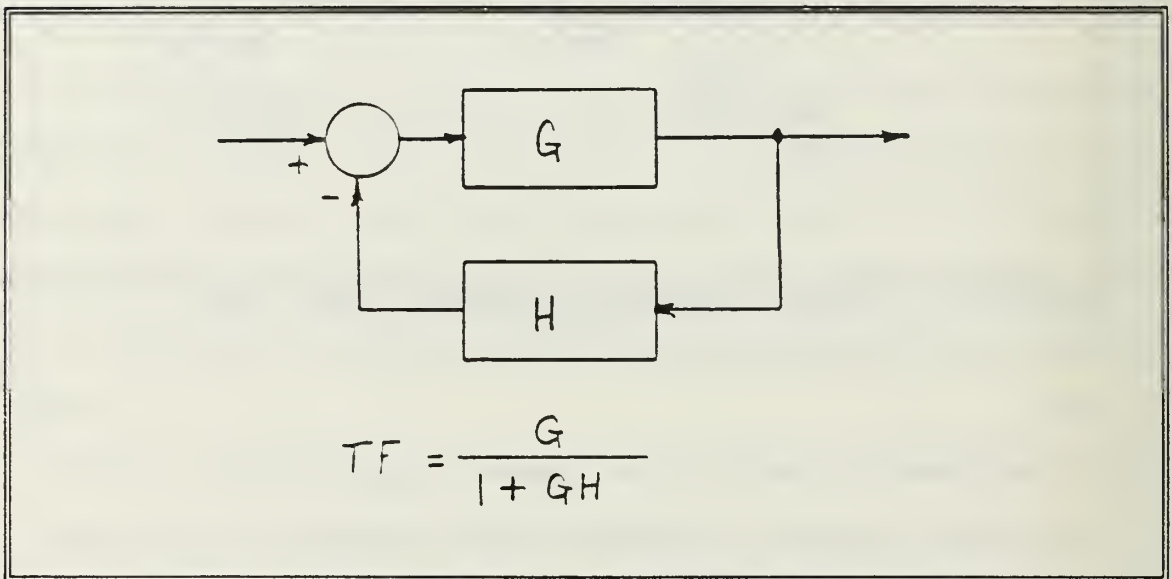 G
+
-
H
TF = G / (1 + GH)